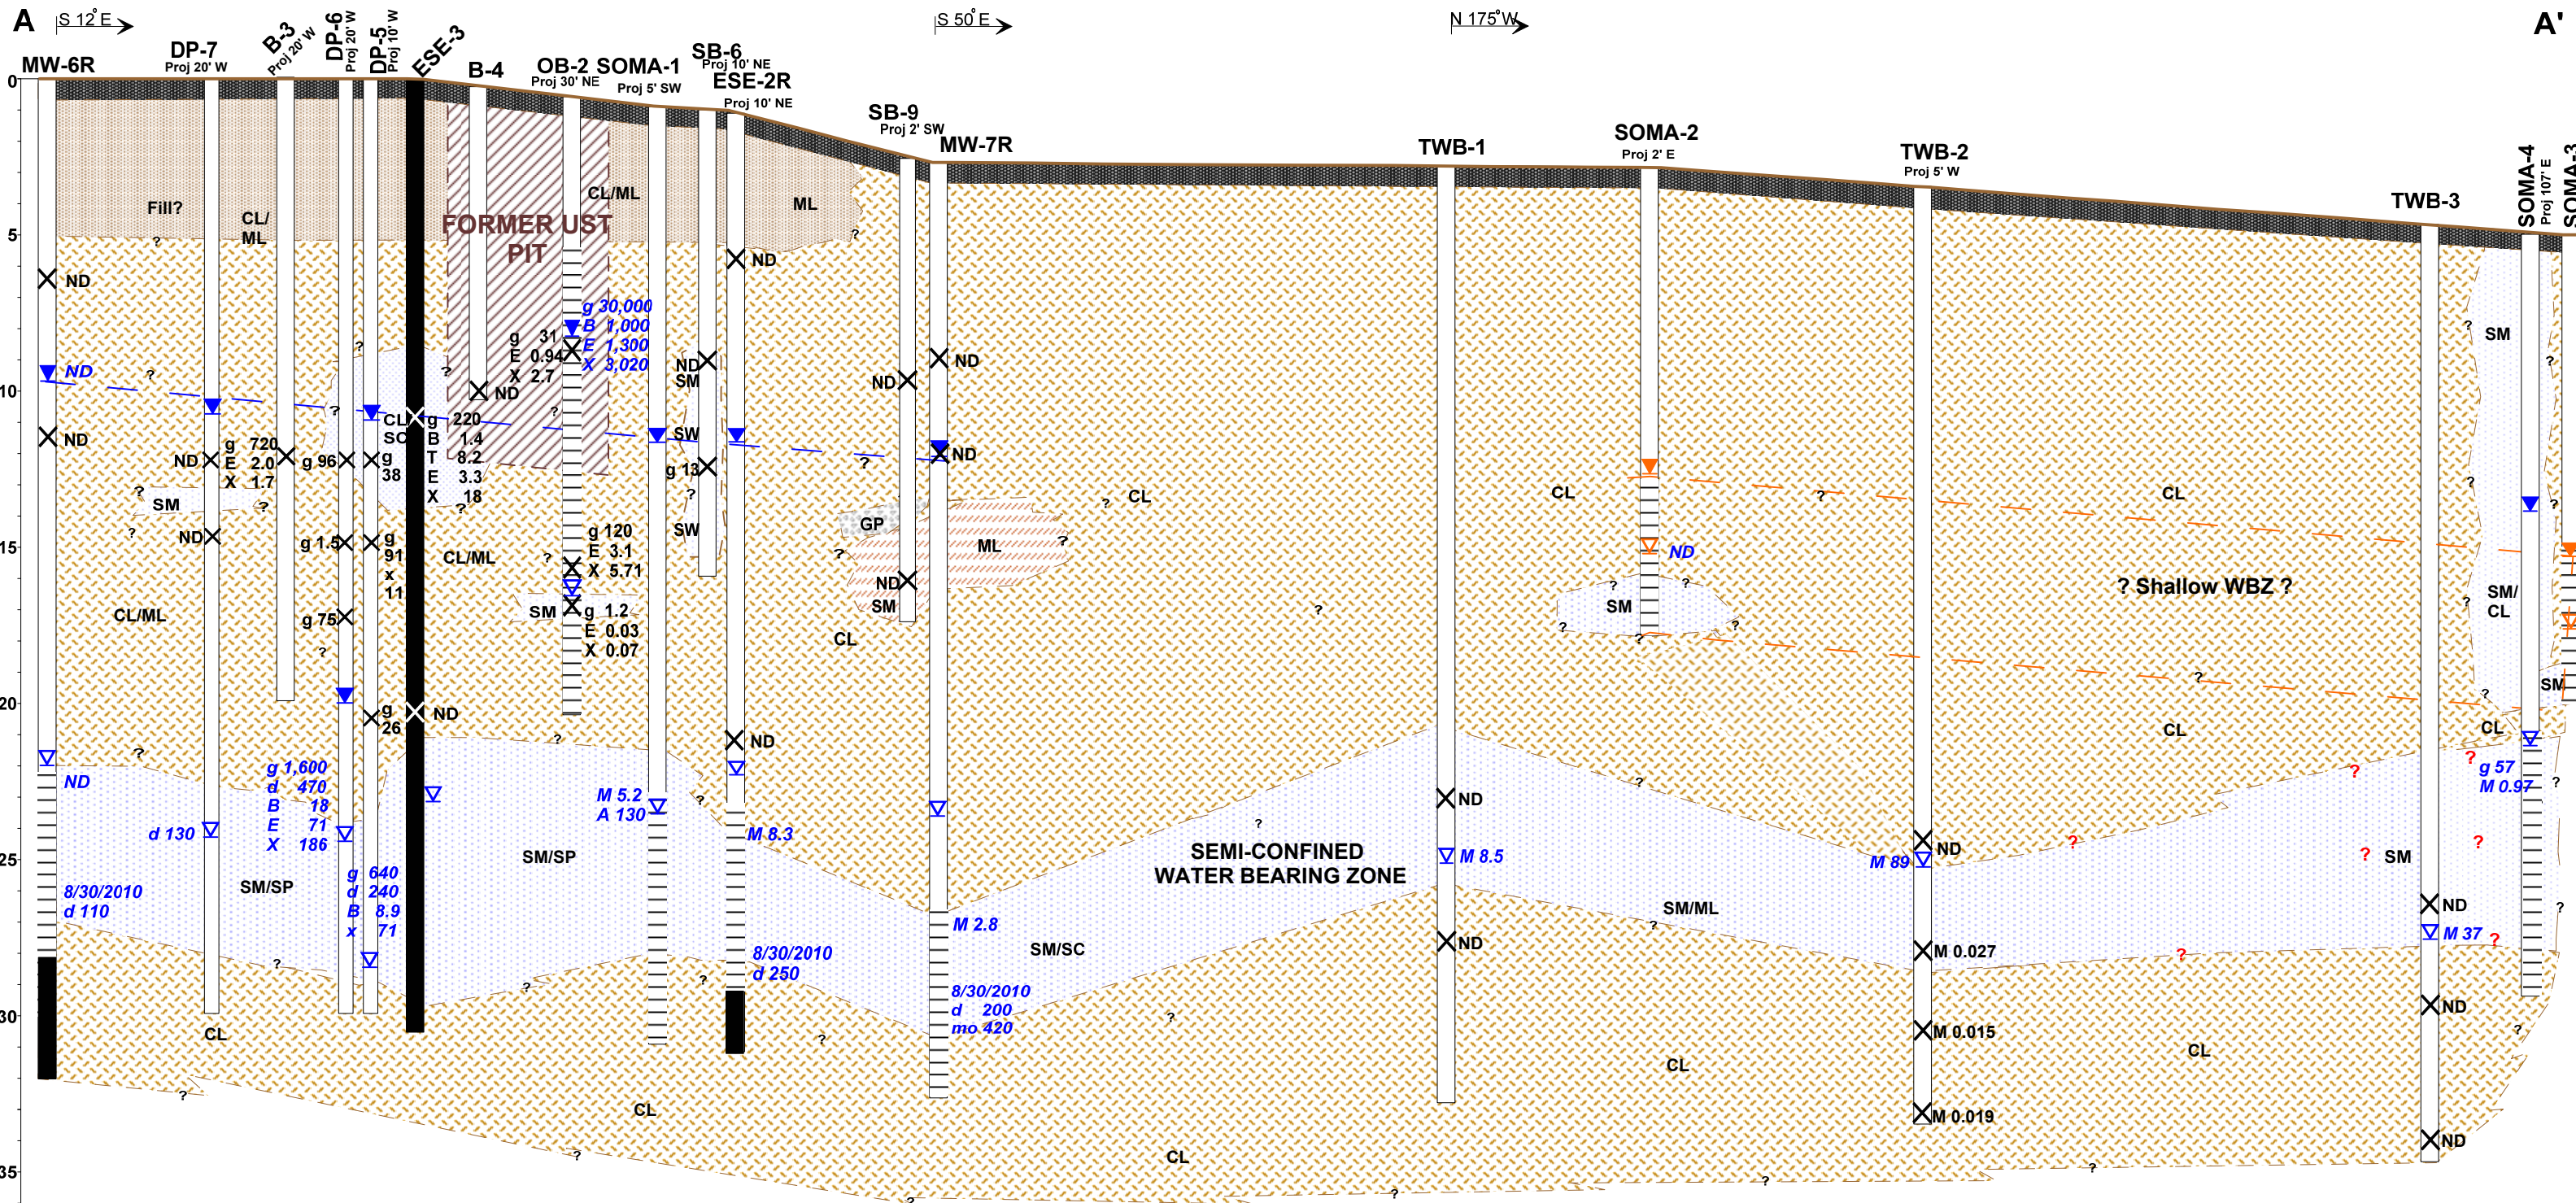 A
S 12° E
S 50° E
N 175° W
A'
MW-6R
DP-7
Proj 20' W
B-3
Proj 20' W
DP-6
Proj 20' W
DP-5
Proj 10' W
ESE-3
B-4
OB-2
Proj 30' NE
SOMA-1
Proj 5' SW
SB-6
Proj 10' NE
ESE-2R
Proj 10' NE
SB-9
Proj 2' SW
MW-7R
TWB-1
SOMA-2
Proj 2' E
TWB-2
Proj 5' W
TWB-3
SOMA-4
Proj 107' E
SOMA-3
0
5
10
15
20
25
30
35
Fill?
CL/
ML
FORMER UST
PIT
CL/ML
ML
?
?
ND
ND
ND
ND
g 30,000
B 1,000
E 1,300
X 3,020
g 31
E 0.94
X 2.7
ND
ND
SM
ND
ND
CL
SC
g 220
B 1.4
T 8.2
E 3.3
X 18
g 720
E 2.0
X 1.7
ND
g 96
g
38
SW
g 13
SW
ND
SM
ND
g 1.5
g
91
x
11
CL/ML
g 120
E 3.1
X 5.71
SM
g 1.2
E 0.03
X 0.07
GP
ML
ND
SM
CL
CL
CL
CL
ND
SM
? Shallow WBZ ?
SM
SM/
CL
SM
CL
CL/ML
g 75
g
26
ND
ND
ND
g 1,600
d 470
B 18
E 71
X 186
d 130
M 5.2
A 130
M 8.3
SM/SP
SM/SP
g 640
d 240
B 8.9
x 71
8/30/2010
d 110
8/30/2010
d 250
M 2.8
SM/SC
8/30/2010
d 200
mo 420
SEMI-CONFINED
WATER BEARING ZONE
ND
M 8.5
ND
SM/ML
ND
M 89
M 0.027
M 0.015
M 0.019
CL
g 57
M 0.97
SM
ND
M 37
ND
ND
CL
CL
CL
CL
CL